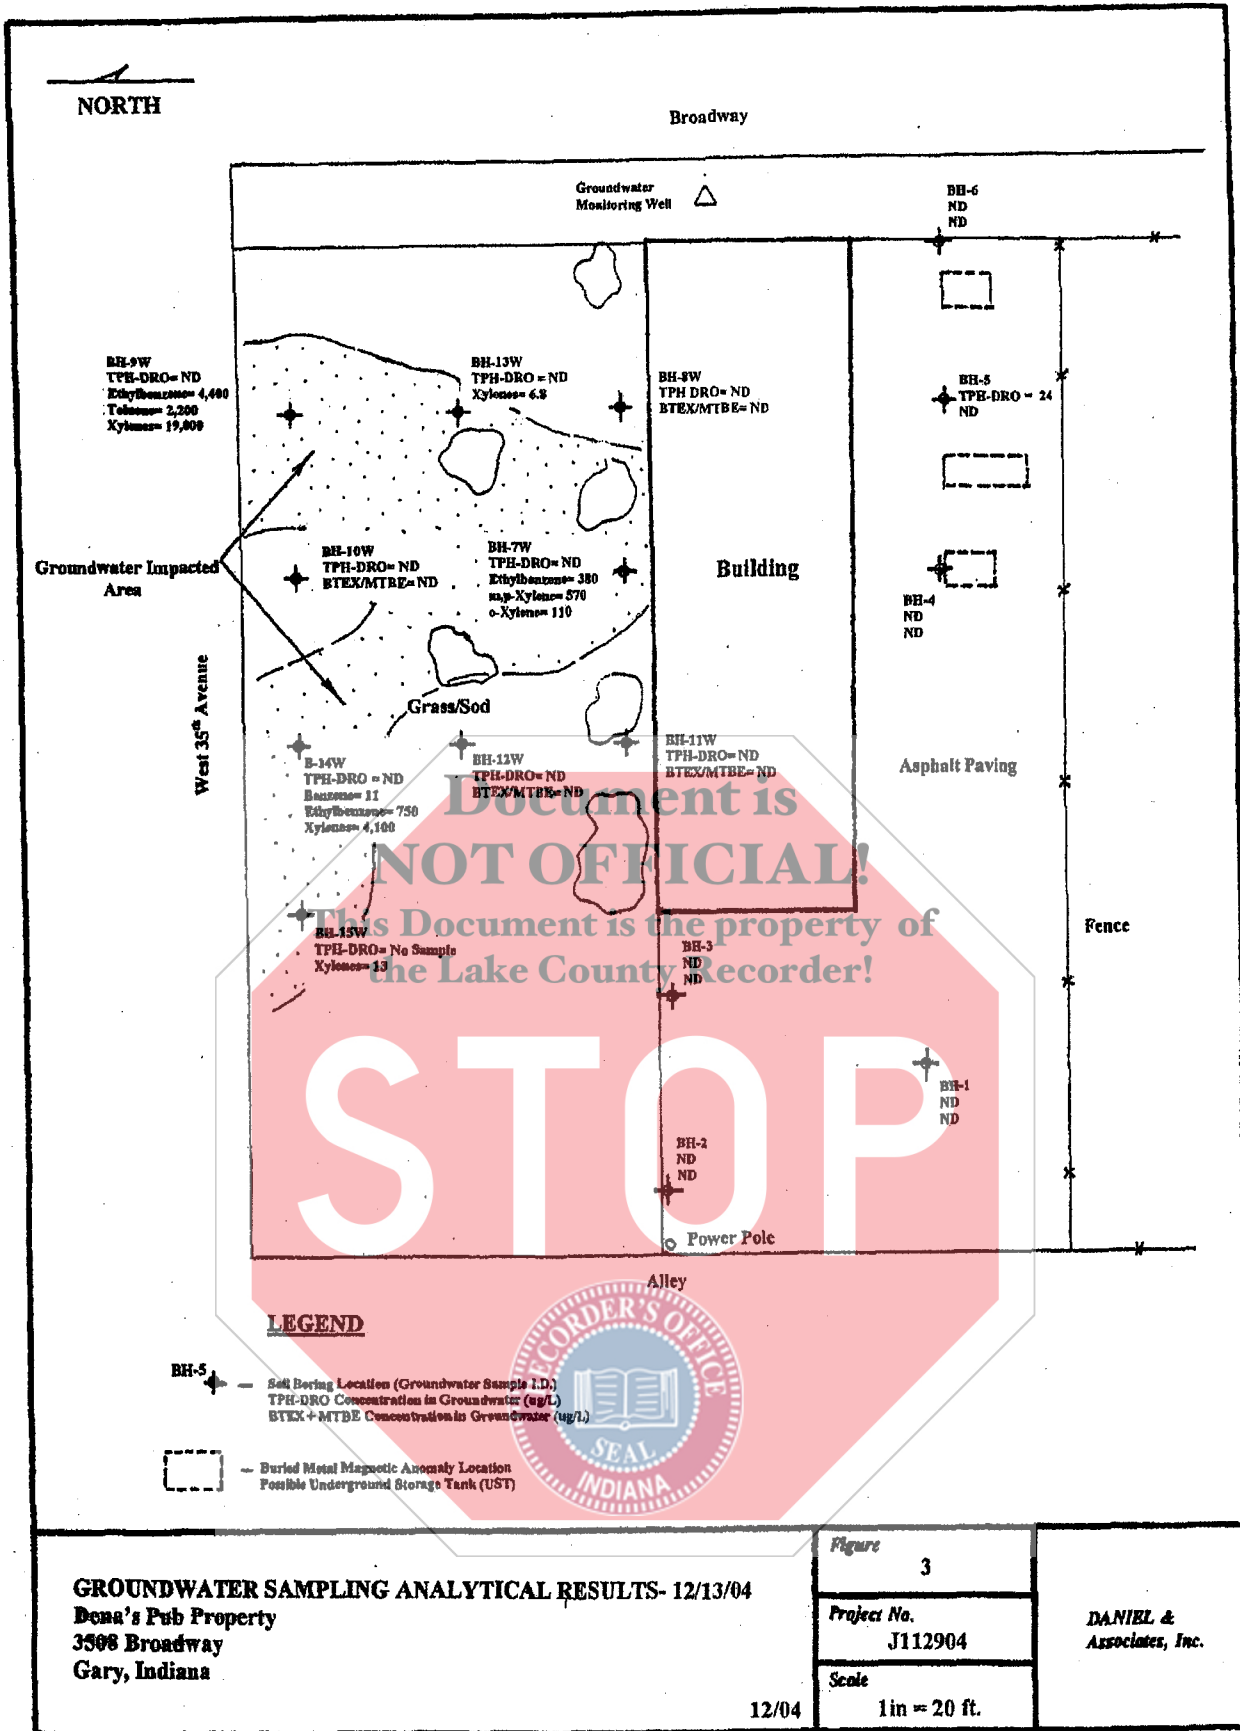 NORTH
Broadway
Groundwater
Monitoring Well
BH-6
ND
ND
BH-9W
TPH-DRO= ND
Ethylbenzene= 4,400
Toluene= 2,200
Xylenes= 19,000
BH-13W
TPH-DRO = ND
Xylenes= 6.8
BH-8W
TPH DRO= ND
BTEX/MTBE= ND
BH-5
TPH-DRO = 24
ND
Groundwater Impacted
Area
BH-10W
TPH-DRO= ND
BTEX/MTBE= ND
BH-7W
TPH-DRO= ND
Ethylbenzene= 380
m,p-Xylene= 570
o-Xylene= 110
Building
BH-4
ND
ND
West 35th Avenue
Grass/Sod
B-14W
TPH-DRO = ND
Benzene= 11
Ethylbenzene= 750
Xylenes= 4,100
BH-12W
TPH-DRO= ND
BTEX/MTBE= ND
BH-11W
TPH-DRO= ND
BTEX/MTBE= ND
Asphalt Paving
Document is
NOT OFFICIAL!
This Document is the property of
the Lake County Recorder!
BH-15W
TPH-DRO= No Sample
Xylenes= 13
BH-3
ND
ND
Fence
STOP
BH-1
ND
ND
BH-2
ND
ND
Power Pole
Alley
LEGEND
BH-5
— Soil Boring Location (Groundwater Sample I.D.)
TPH-DRO Concentration in Groundwater (ug/L)
BTEX+MTBE Concentration in Groundwater (ug/L)
— Buried Metal Magnetic Anomaly Location
Possible Underground Storage Tank (UST)
RECORDER'S OFFICE
SEAL
INDIANA
GROUNDWATER SAMPLING ANALYTICAL RESULTS- 12/13/04
Dena's Pub Property
3508 Broadway
Gary, Indiana
12/04
Figure
3
Project No.
J112904
Scale
1in = 20 ft.
DANIEL &
Associates, Inc.